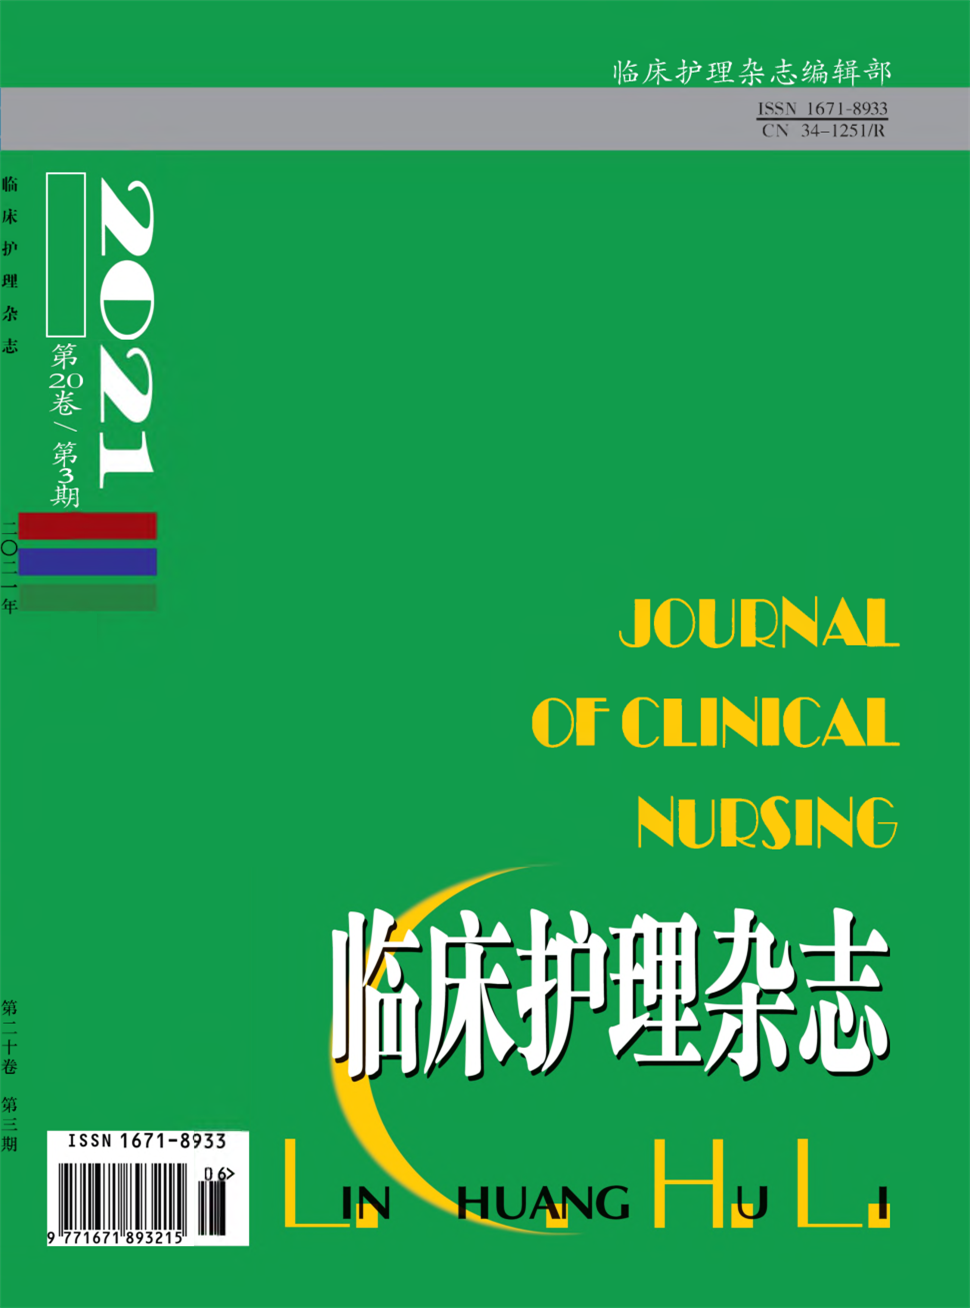 临床护理杂志编辑部
ISSN 1671-8933
CN 34-1251/R
临床护理杂志
二〇二一年
第二十卷 第三期
2021
第20卷/第3期
JOURNAL
OF CLINICAL
NURSING
临床护理杂志
LIN CHUANG HU LI
ISSN 1671-8933
06>
9 771671 893215